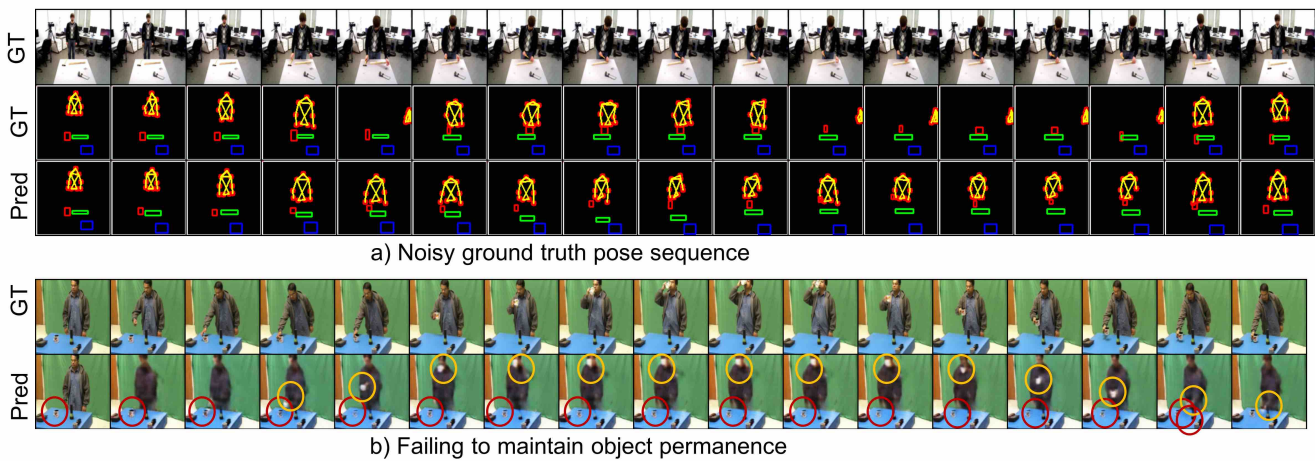 GT
GT
Pred
a) Noisy ground truth pose sequence
GT
Pred
b) Failing to maintain object permanence